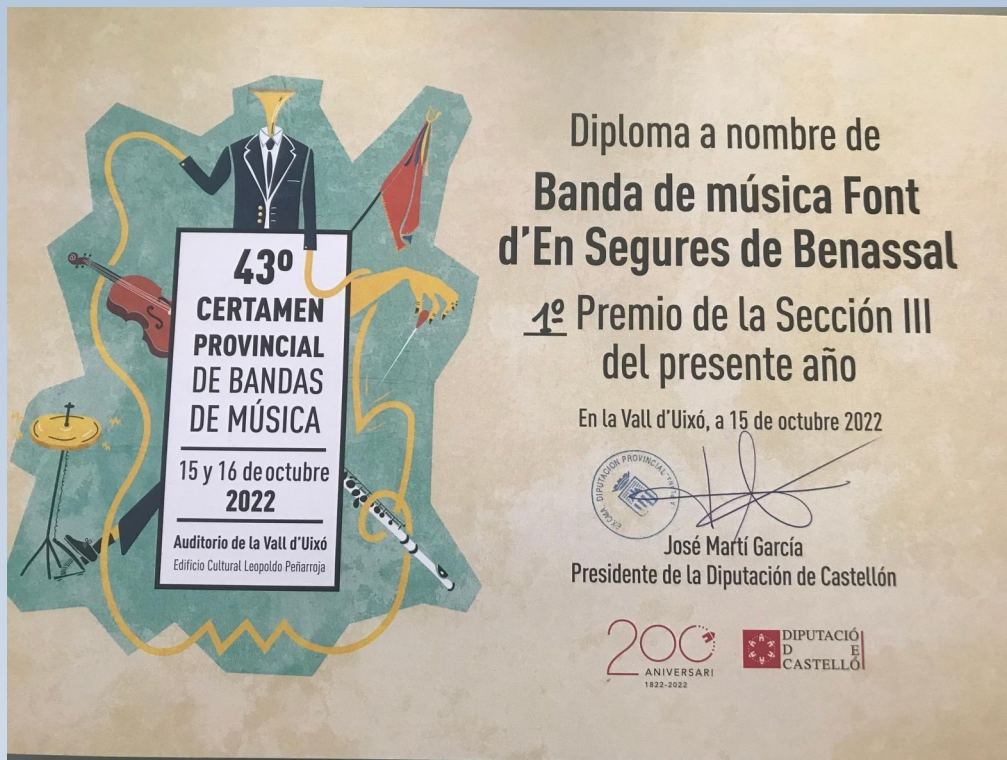 43º
CERTAMEN
PROVINCIAL
DE BANDAS
DE MÚSICA
15 y 16 de octubre
2022
Auditorio de la Vall d'Uixó
Edificio Cultural Leopoldo Peñarroja
Diploma a nombre de
Banda de música Font
d'En Segures de Benassal
1º Premio de la Sección III
del presente año
En la Vall d'Uixó, a 15 de octubre 2022
EXCMA. DIPUTACIÓN PROVINCIAL
José Martí García
Presidente de la Diputación de Castellón
200
ANIVERSARI
1822-2022
DIPUTACIÓ
D E
CASTELLÓ